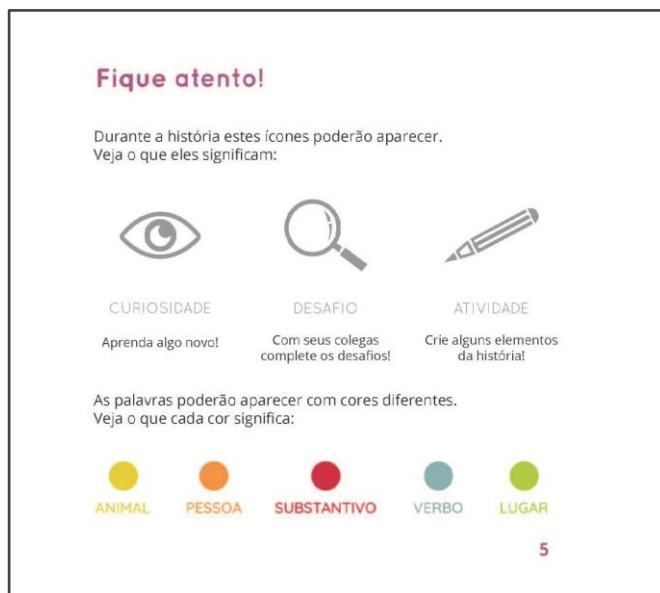 Fique atento!
Durante a história estes ícones poderão aparecer.
Veja o que eles significam:
CURIOSIDADE
Aprenda algo novo!
DESAFIO
Com seus colegas
complete os desafios!
ATIVIDADE
Crie alguns elementos
da história!
As palavras poderão aparecer com cores diferentes.
Veja o que cada cor significa:
ANIMAL
PESSOA
SUBSTANTIVO
VERBO
LUGAR
5